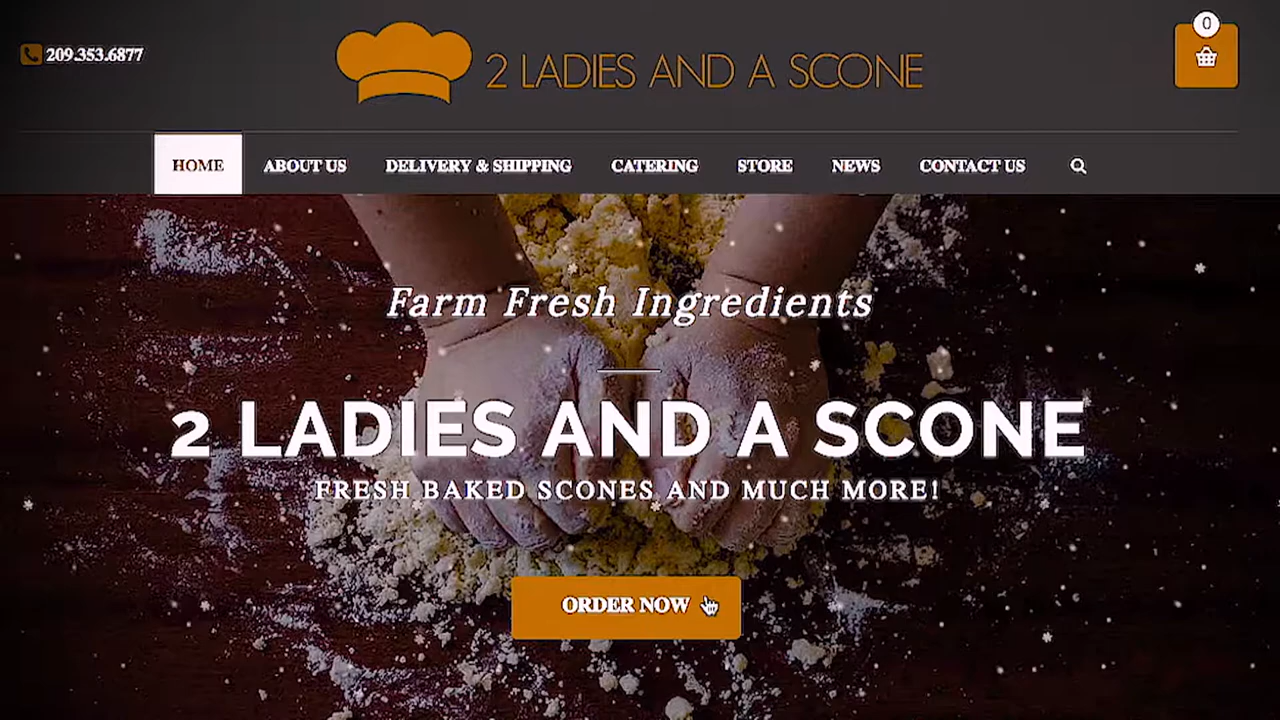 209.353.6877
2 LADIES AND A SCONE
0
HOME
ABOUT US
DELIVERY & SHIPPING
CATERING
STORE
NEWS
CONTACT US
Farm Fresh Ingredients
2 LADIES AND A SCONE
FRESH BAKED SCONES AND MUCH MORE!
ORDER NOW